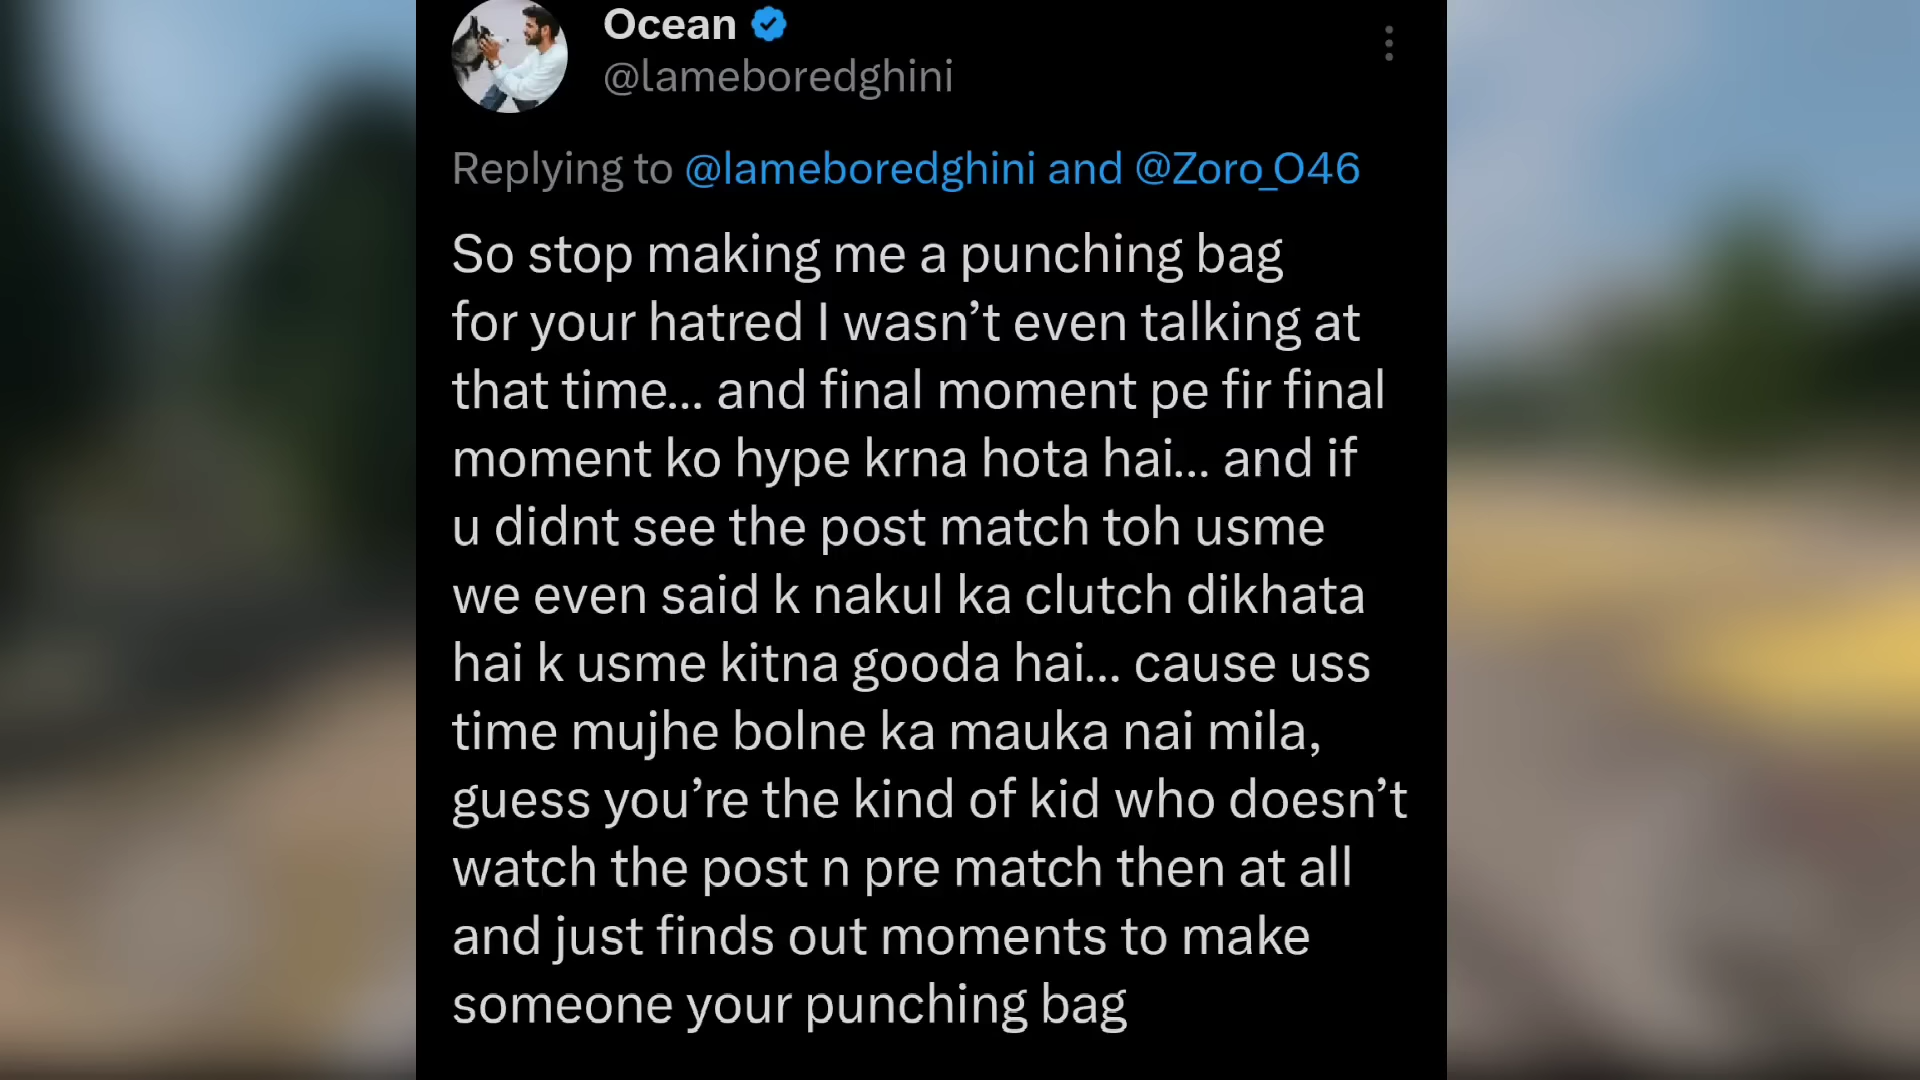 Ocean
@lameboredghini
Replying to @lameboredghini and @Zoro_O46
So stop making me a punching bag
for your hatred I wasn’t even talking at
that time... and final moment pe fir final
moment ko hype krna hota hai... and if
u didnt see the post match toh usme
we even said k nakul ka clutch dikhata
hai k usme kitna gooda hai... cause uss
time mujhe bolne ka mauka nai mila,
guess you’re the kind of kid who doesn’t
watch the post n pre match then at all
and just finds out moments to make
someone your punching bag